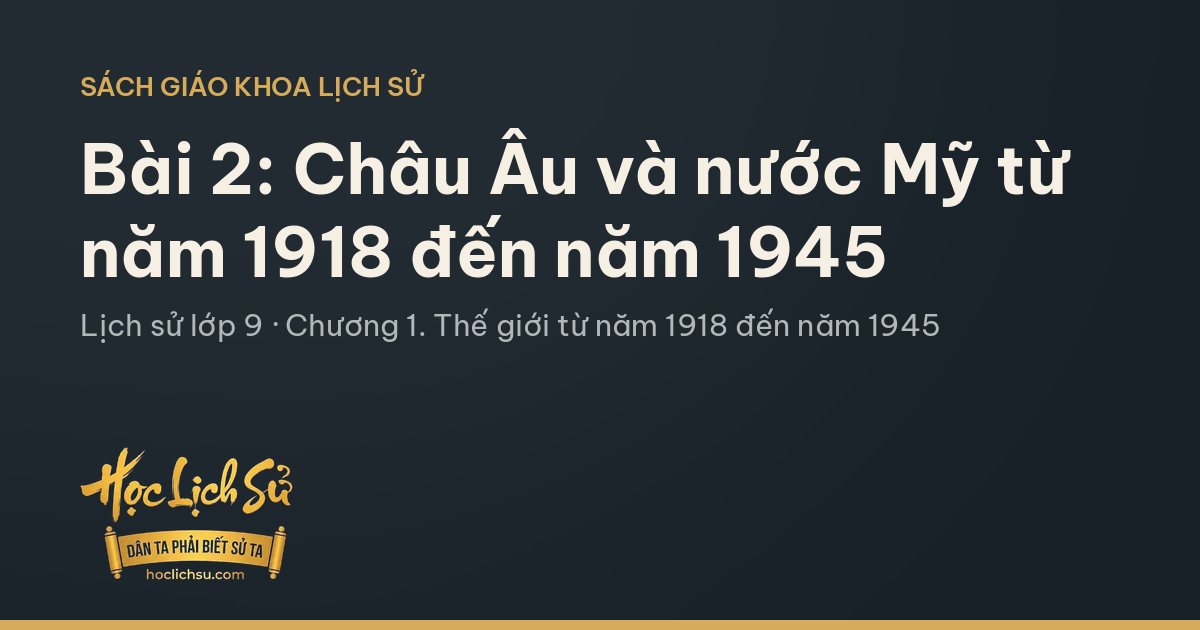 SÁCH GIÁO KHOA LỊCH SỬ
Bài 2: Châu Âu và nước Mỹ từ
năm 1918 đến năm 1945
Lịch sử lớp 9 · Chương 1. Thế giới từ năm 1918 đến năm 1945
Học Lịch Sử
DÂN TA PHẢI BIẾT SỬ TA
hoclichsu.com